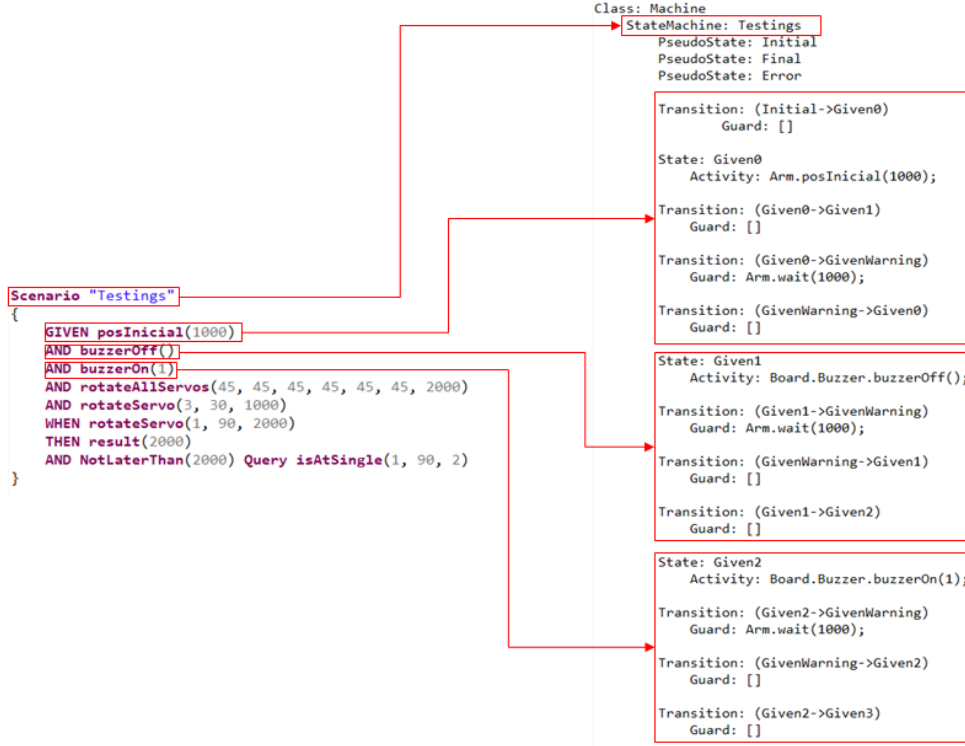 Class: Machine
StateMachine: Testings
PseudoState: Initial
PseudoState: Final
PseudoState: Error
Transition: (Initial->Given0)
Guard: []
State: Given0
Activity: Arm.posInicial(1000);
Transition: (Given0->Given1)
Guard: []
Transition: (Given0->GivenWarning)
Guard: Arm.wait(1000);
Transition: (GivenWarning->Given0)
Guard: []
Scenario "Testings"
{
GIVEN posInicial(1000)
AND buzzerOff()
AND buzzerOn(1)
AND rotateAllServos(45, 45, 45, 45, 45, 45, 2000)
AND rotateServo(3, 30, 1000)
WHEN rotateServo(1, 90, 2000)
THEN result(2000)
AND NotLaterThan(2000) Query isAtSingle(1, 90, 2)
}
State: Given1
Activity: Board.Buzzer.buzzerOff();
Transition: (Given1->GivenWarning)
Guard: Arm.wait(1000);
Transition: (GivenWarning->Given1)
Guard: []
Transition: (Given1->Given2)
Guard: []
State: Given2
Activity: Board.Buzzer.buzzerOn(1);
Transition: (Given2->GivenWarning)
Guard: Arm.wait(1000);
Transition: (GivenWarning->Given2)
Guard: []
Transition: (Given2->Given3)
Guard: []